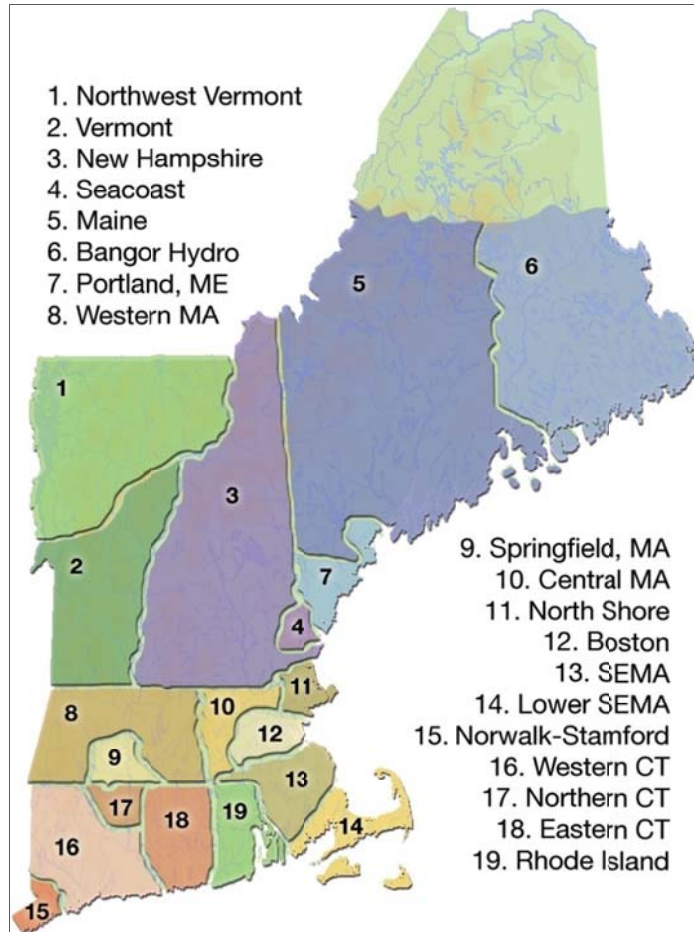 1. Northwest Vermont
2. Vermont
3. New Hampshire
4. Seacoast
5. Maine
6. Bangor Hydro
7. Portland, ME
8. Western MA
5
6
1
3
2
7
4
9. Springfield, MA
10. Central MA
11. North Shore
12. Boston
13. SEMA
14. Lower SEMA
15. Norwalk-Stamford
16. Western CT
17. Northern CT
18. Eastern CT
19. Rhode Island
11
8
10
12
9
13
17
18
19
14
16
15